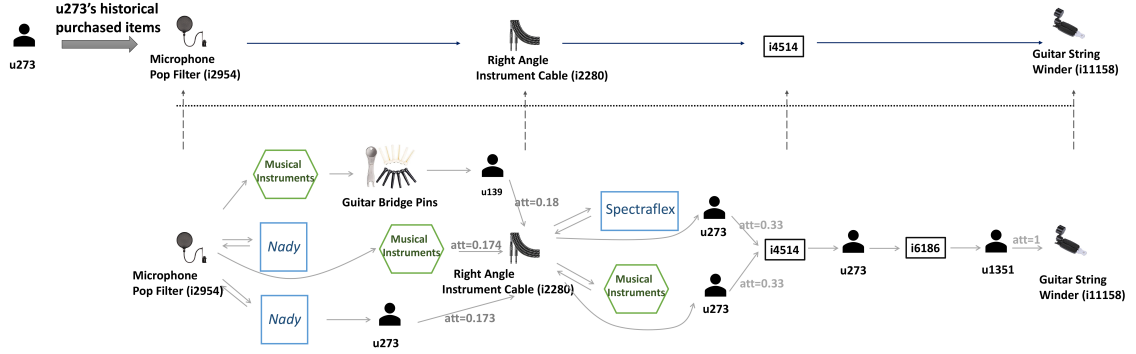 u273's historical
purchased items
u273
Microphone
Pop Filter (i2954)
Right Angle
Instrument Cable (i2280)
i4514
Guitar String
Winder (i11158)
Musical
Instruments
Guitar Bridge Pins
u139
att=0.18
Spectraflex
u273
att=0.33
Nady
Musical
Instruments
att=0.174
Microphone
Pop Filter (i2954)
Right Angle
Instrument Cable (i2280)
Musical
Instruments
i4514
u273
i6186
u1351
att=1
Guitar String
Winder (i11158)
att=0.33
u273
Nady
u273
att=0.173